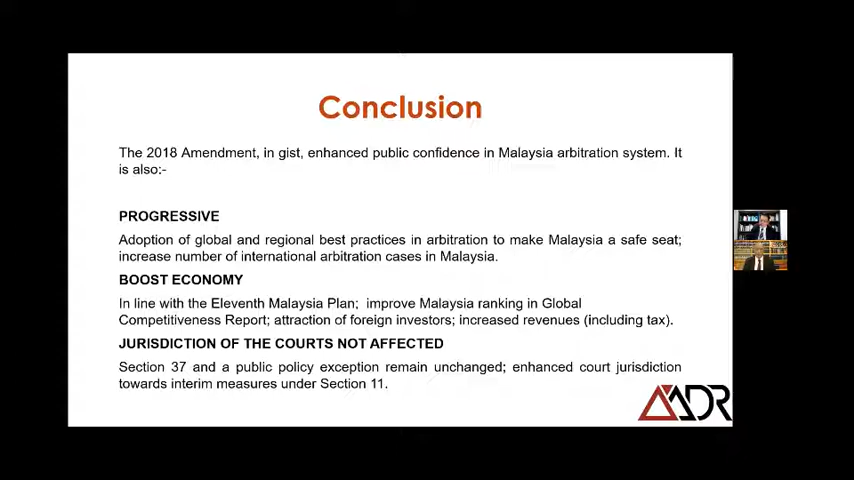 Conclusion
The 2018 Amendment, in gist, enhanced public confidence in Malaysia arbitration system. It
is also:-
PROGRESSIVE
Adoption of global and regional best practices in arbitration to make Malaysia a safe seat;
increase number of international arbitration cases in Malaysia.
BOOST ECONOMY
In line with the Eleventh Malaysia Plan; improve Malaysia ranking in Global
Competitiveness Report; attraction of foreign investors; increased revenues (including tax).
JURISDICTION OF THE COURTS NOT AFFECTED
Section 37 and a public policy exception remain unchanged; enhanced court jurisdiction
towards interim measures under Section 11.
AADR